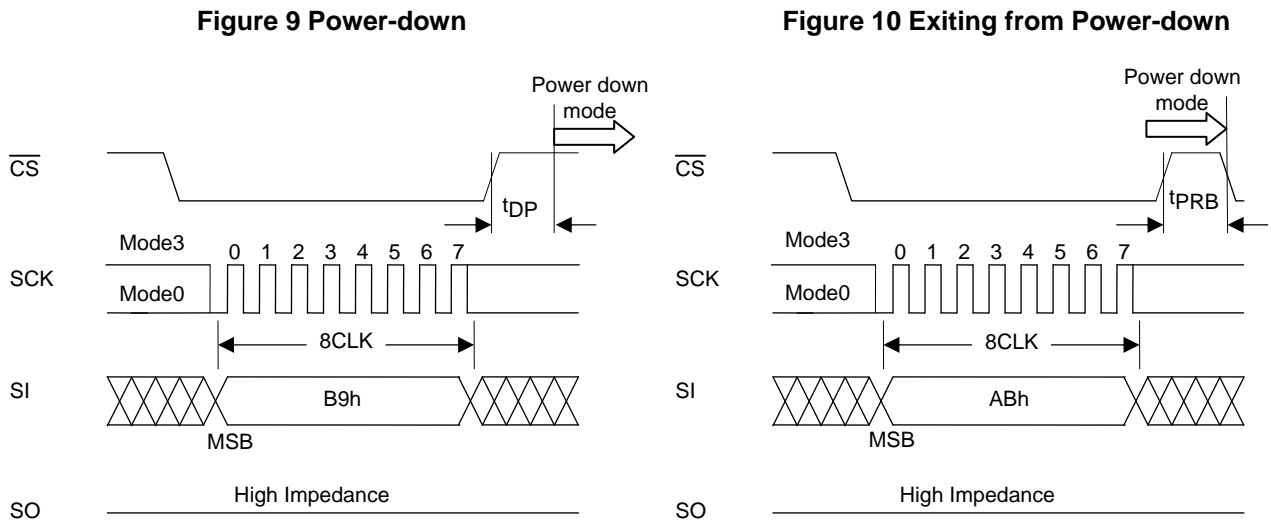 Figure 9 Power-down
Power down
mode
CS
tDP
Mode3
0 1 2 3 4 5 6 7
SCK
Mode0
8CLK
SI
B9h
MSB
High Impedance
SO
Figure 10 Exiting from Power-down
Power down
mode
CS
tPRB
Mode3
0 1 2 3 4 5 6 7
SCK
Mode0
8CLK
SI
ABh
MSB
High Impedance
SO